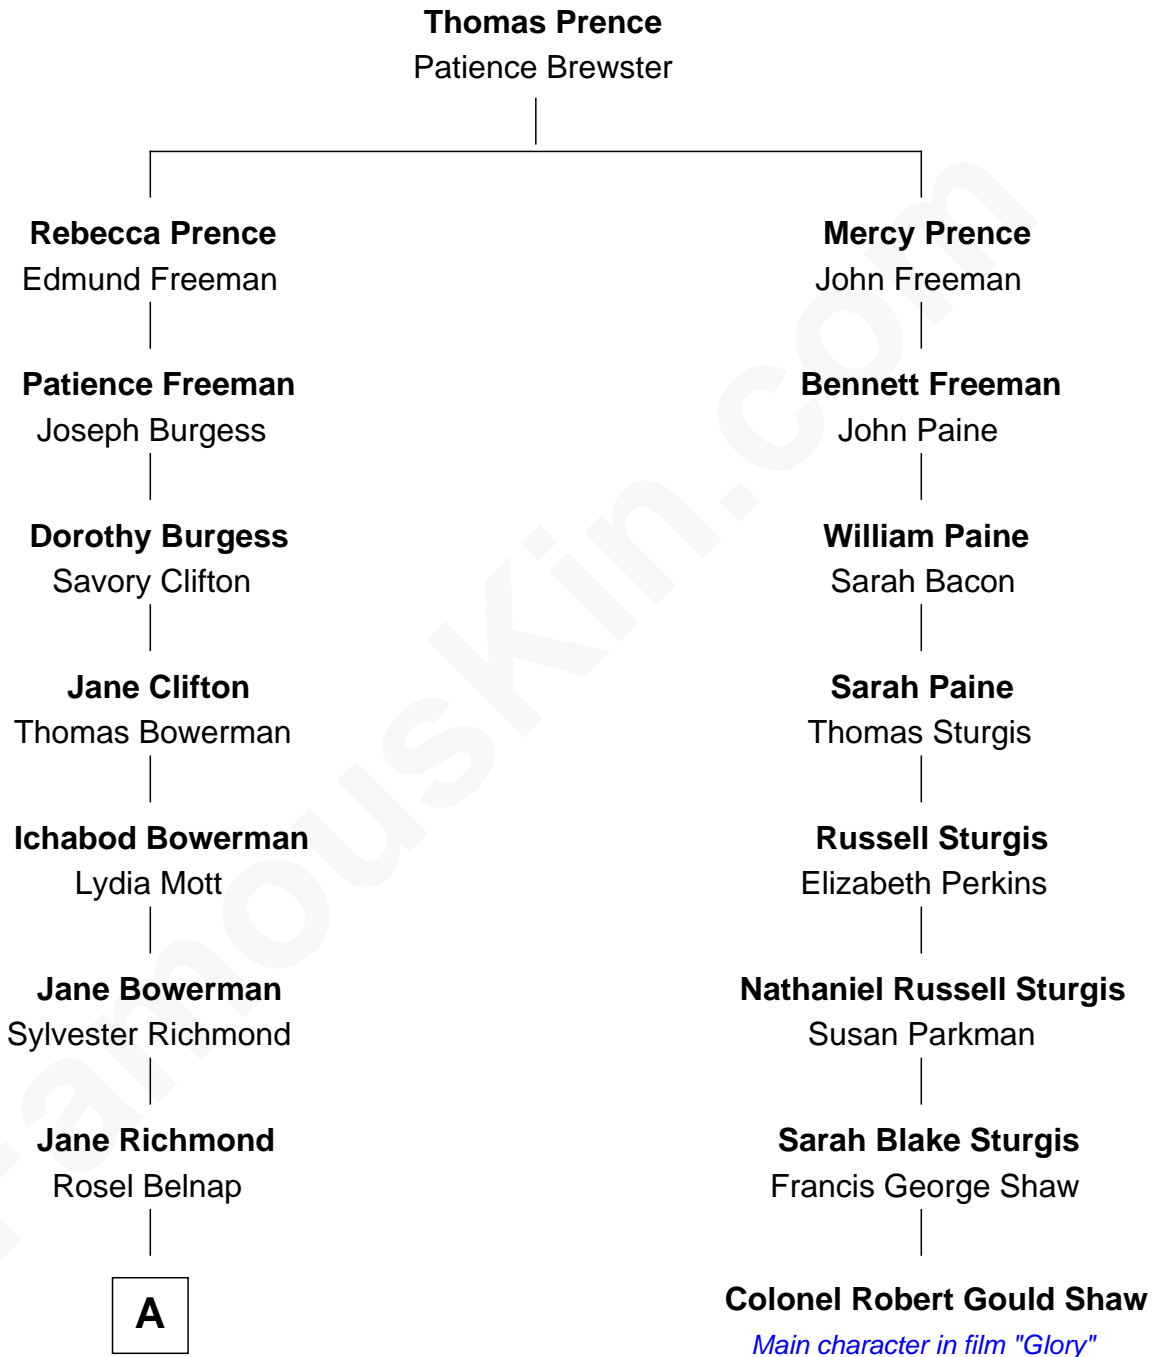 Thomas Prence
Patience Brewster
Rebecca Prence
Edmund Freeman
Patience Freeman
Joseph Burgess
Dorothy Burgess
Savory Clifton
Jane Clifton
Thomas Bowerman
Ichabod Bowerman
Lydia Mott
Jane Bowerman
Sylvester Richmond
Jane Richmond
Rosel Belnap
A
Mercy Prence
John Freeman
Bennett Freeman
John Paine
William Paine
Sarah Bacon
Sarah Paine
Thomas Sturgis
Russell Sturgis
Elizabeth Perkins
Nathaniel Russell Sturgis
Susan Parkman
Sarah Blake Sturgis
Francis George Shaw
Colonel Robert Gould Shaw
Main character in film "Glory"
FamousKin.com